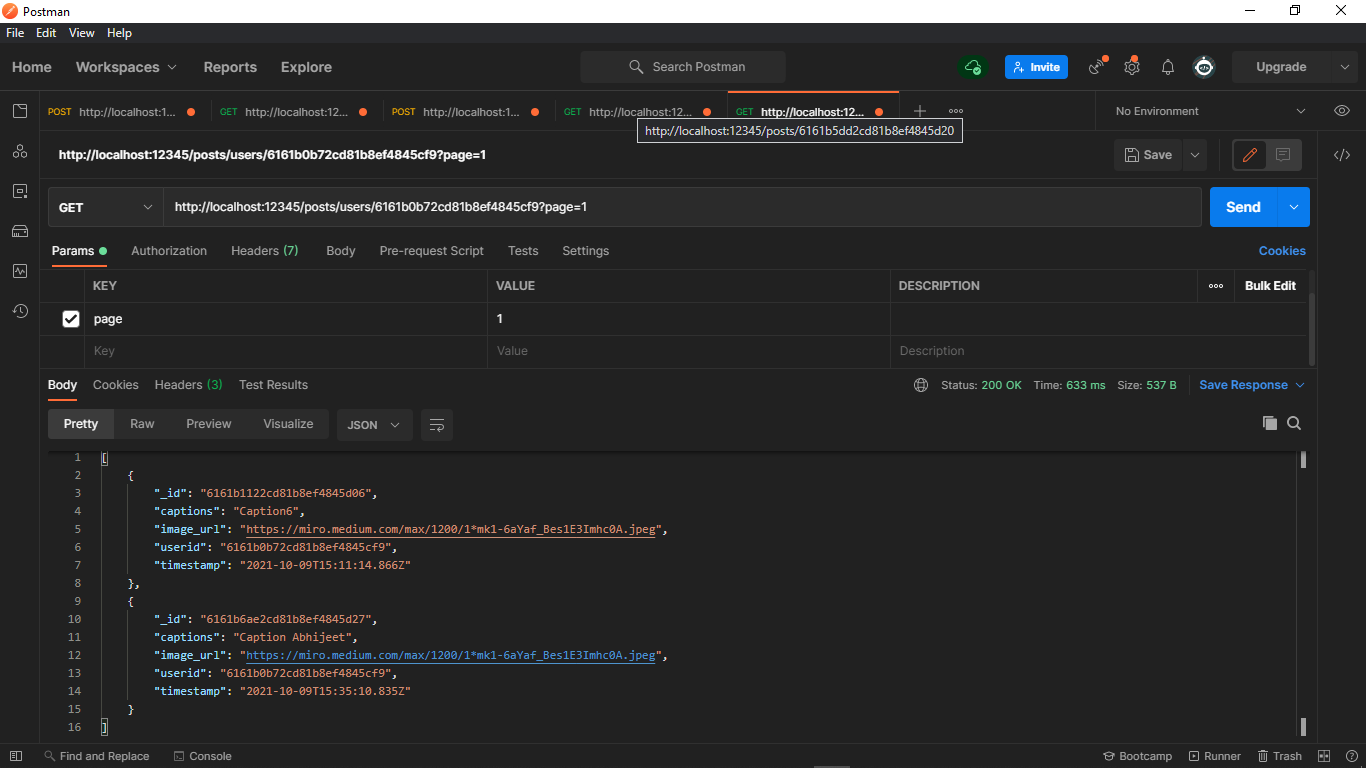 Postman
File Edit View Help
Home Workspaces Reports Explore Search Postman Invite Upgrade
POST http://localhost:1... GET http://localhost:12... POST http://localhost:1... GET http://localhost:12... GET http://localhost:12... No Environment
http://localhost:12345/posts/6161b5dd2cd81b8ef4845d20
http://localhost:12345/posts/users/6161b0b72cd81b8ef4845cf9?page=1 Save
GET http://localhost:12345/posts/users/6161b0b72cd81b8ef4845cf9?page=1 Send
Params Authorization Headers (7) Body Pre-request Script Tests Settings Cookies
KEY VALUE DESCRIPTION Bulk Edit
page 1
Key Value Description
Body Cookies Headers (3) Test Results Status: 200 OK Time: 633 ms Size: 537 B Save Response
Pretty Raw Preview Visualize JSON
1 [
2 {
3 "_id": "6161b1122cd81b8ef4845d06",
4 "captions": "Caption6",
5 "image_url": "https://miro.medium.com/max/1200/1*mk1-6aYaf_Bes1E3Imhc0A.jpeg",
6 "userid": "6161b0b72cd81b8ef4845cf9",
7 "timestamp": "2021-10-09T15:11:14.866Z"
8 },
9 {
10 "_id": "6161b6ae2cd81b8ef4845d27",
11 "captions": "Caption Abhijeet",
12 "image_url": "https://miro.medium.com/max/1200/1*mk1-6aYaf_Bes1E3Imhc0A.jpeg",
13 "userid": "6161b0b72cd81b8ef4845cf9",
14 "timestamp": "2021-10-09T15:35:10.835Z"
15 }
16 ]
Find and Replace Console Bootcamp Runner Trash